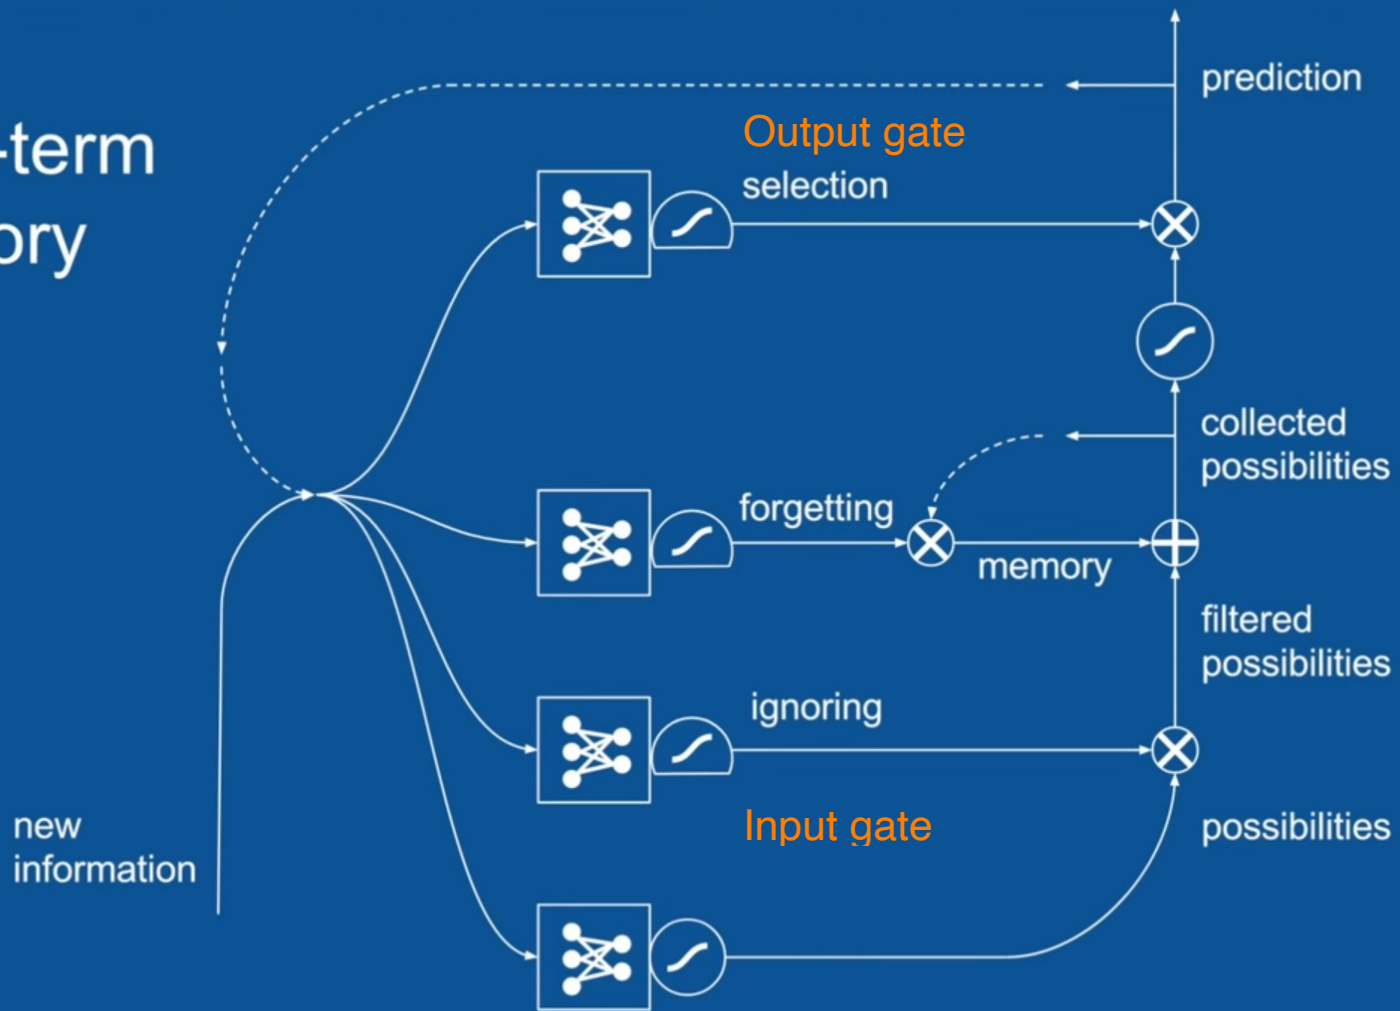 -term
ory
prediction
Output gate
selection
collected
possibilities
forgetting
memory
filtered
possibilities
ignoring
Input gate
possibilities
new
information